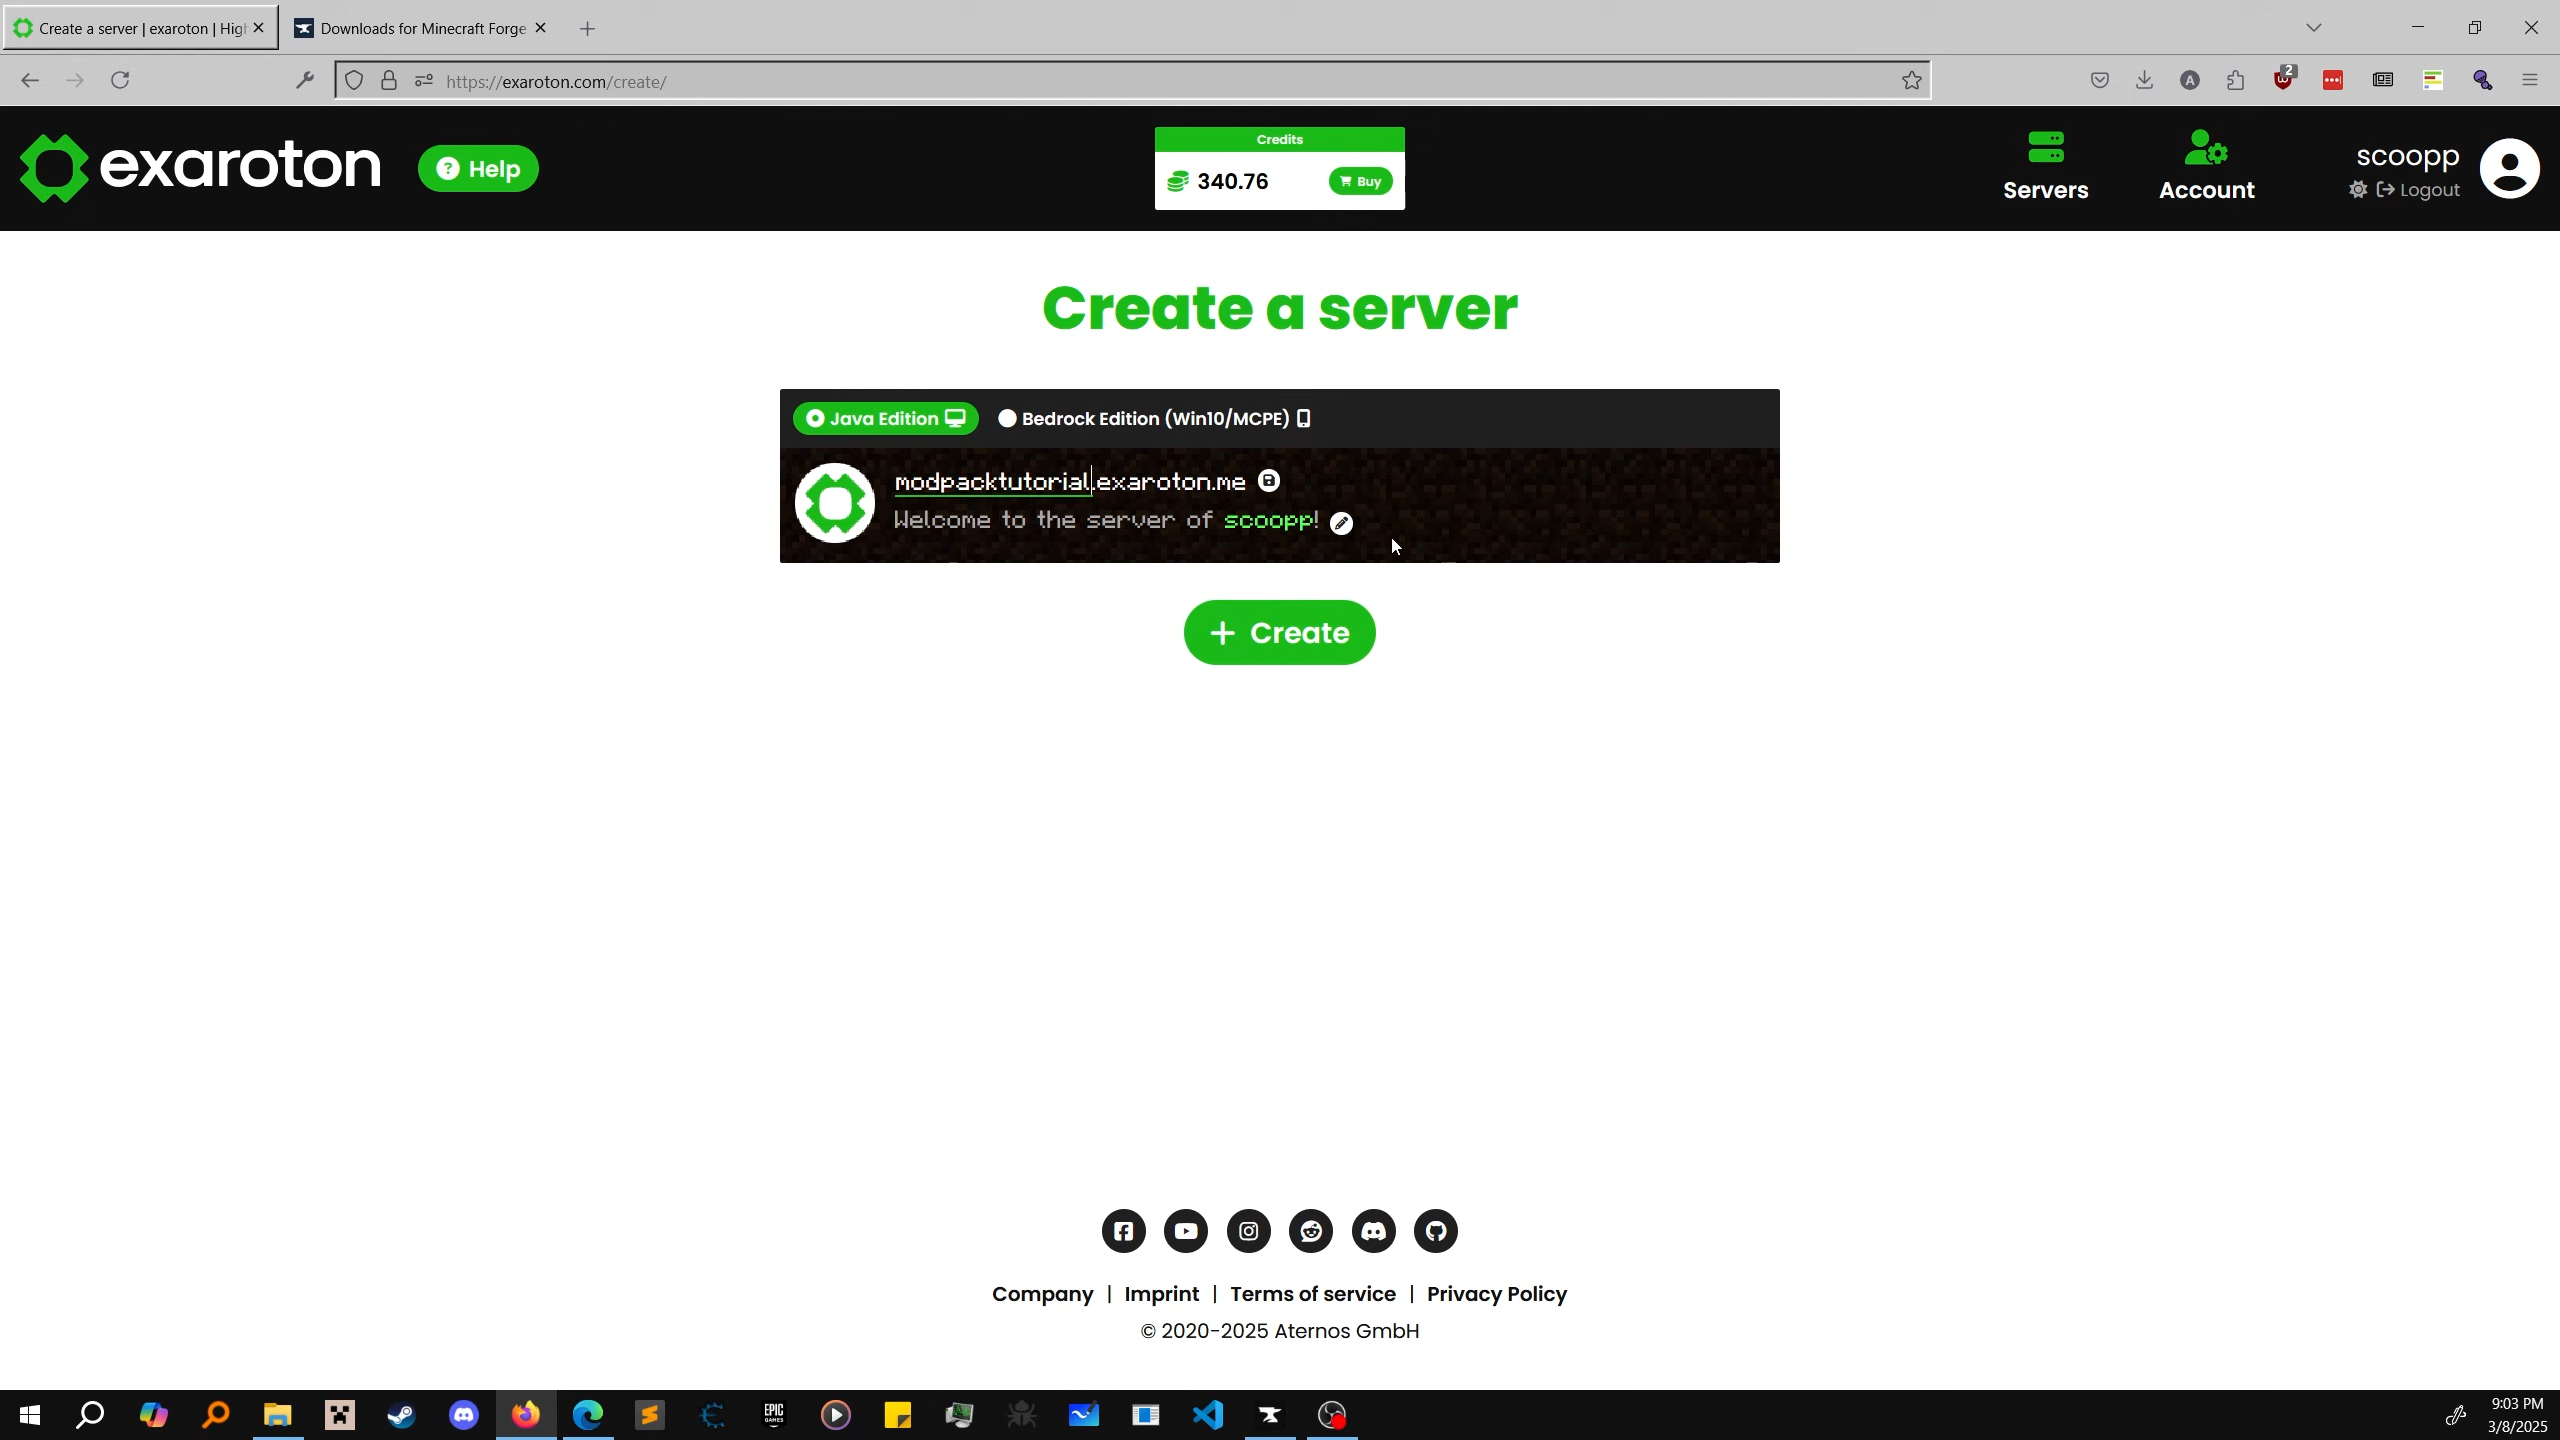 Create a server | exaroton | High
Downloads for Minecraft Forge
https://exaroton.com/create/
2
A
exaroton
Help
Credits
340.76
Buy
Servers
Account
scoopp
Logout
Create a server
Java Edition
Bedrock Edition (Win10/MCPE)
modpacktutorial.exaroton.me
Welcome to the server of scoopp!
Create
Company | Imprint | Terms of service | Privacy Policy
© 2020-2025 Aternos GmbH
EPIC GAMES
9:03 PM
3/8/2025